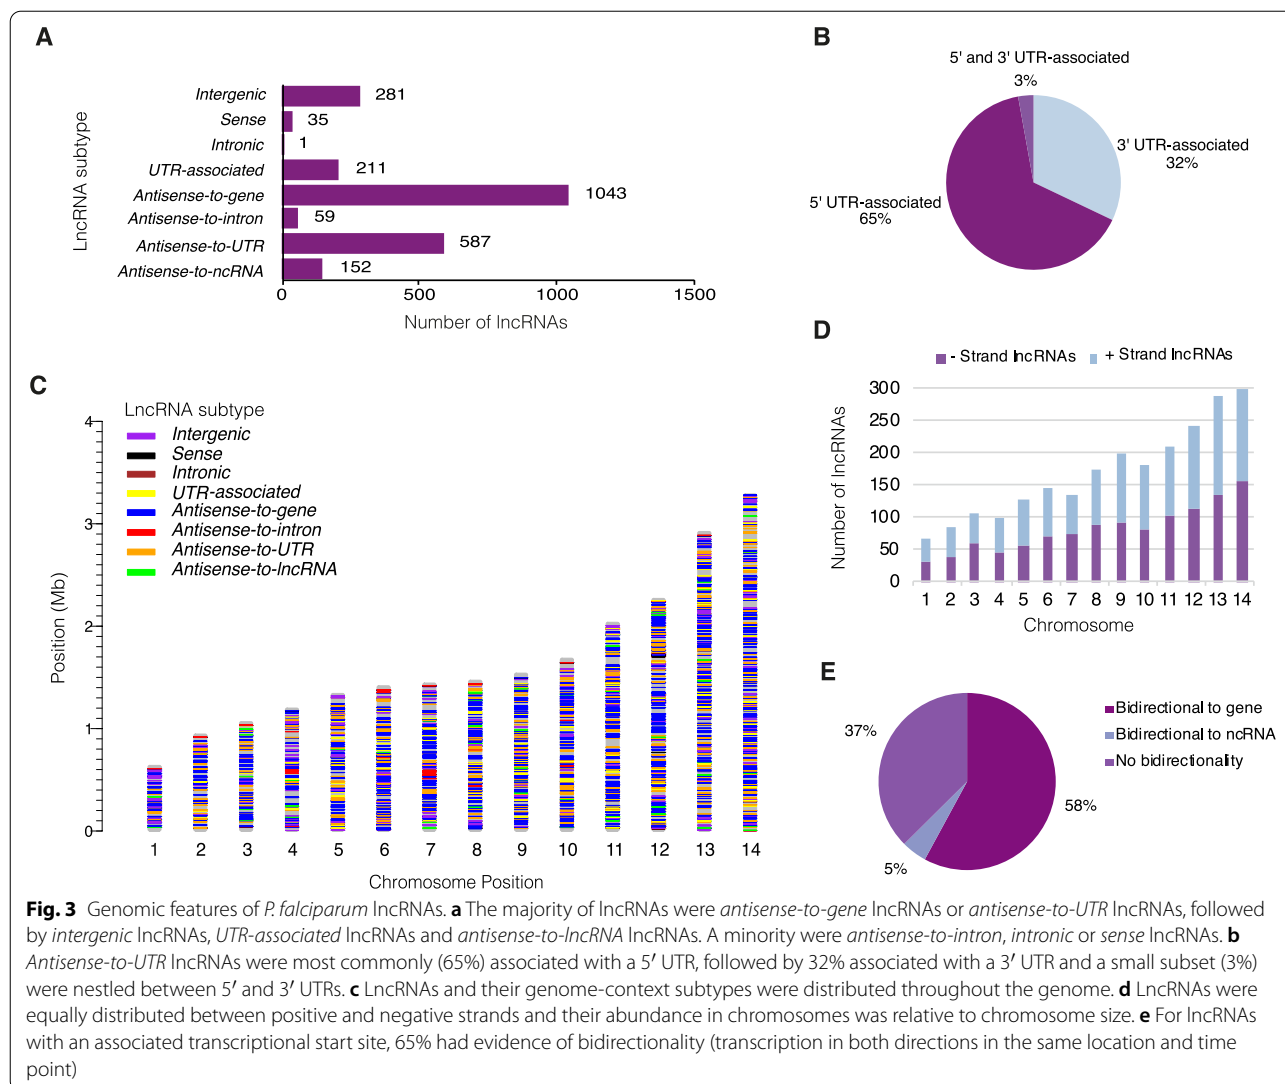 A
LncRNA subtype
Intergenic 281
Sense 35
Intronic 1
UTR-associated 211
Antisense-to-gene 1043
Antisense-to-intron 59
Antisense-to-UTR 587
Antisense-to-ncRNA 152
0 500 1000 1500
Number of lncRNAs
B
5' and 3' UTR-associated
3%
3' UTR-associated
32%
5' UTR-associated
65%
C
LncRNA subtype
Intergenic
Sense
Intronic
UTR-associated
Antisense-to-gene
Antisense-to-intron
Antisense-to-UTR
Antisense-to-lncRNA
Position (Mb)
4
3
2
1
0
1 2 3 4 5 6 7 8 9 10 11 12 13 14
Chromosome Position
D
- Strand lncRNAs + Strand lncRNAs
Number of lncRNAs
300
250
200
150
100
50
0
1 2 3 4 5 6 7 8 9 10 11 12 13 14
Chromosome
E
37%
58%
5%
Bidirectional to gene
Bidirectional to ncRNA
No bidirectionality
Fig. 3 Genomic features of P. falciparum lncRNAs. a The majority of lncRNAs were antisense-to-gene lncRNAs or antisense-to-UTR lncRNAs, followed
by intergenic lncRNAs, UTR-associated lncRNAs and antisense-to-lncRNA lncRNAs. A minority were antisense-to-intron, intronic or sense lncRNAs. b
Antisense-to-UTR lncRNAs were most commonly (65%) associated with a 5′ UTR, followed by 32% associated with a 3′ UTR and a small subset (3%)
were nestled between 5′ and 3′ UTRs. c LncRNAs and their genome-context subtypes were distributed throughout the genome. d LncRNAs were
equally distributed between positive and negative strands and their abundance in chromosomes was relative to chromosome size. e For lncRNAs
with an associated transcriptional start site, 65% had evidence of bidirectionality (transcription in both directions in the same location and time
point)